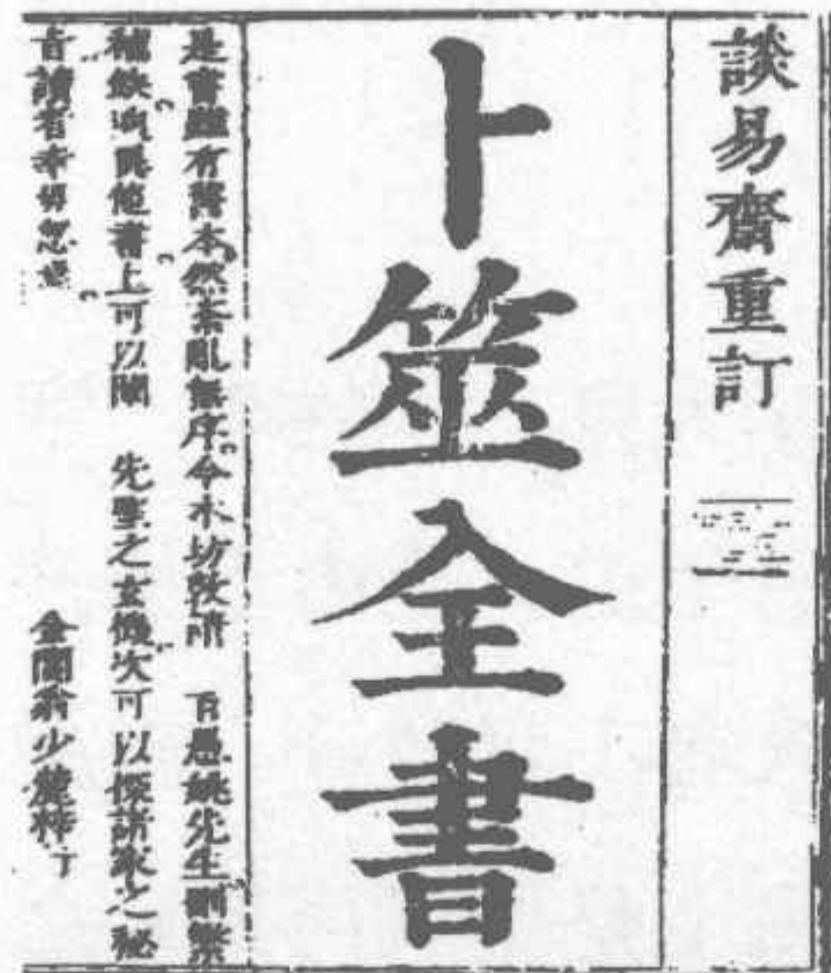 談易齋重訂
卜筮全書
是書雖有舊本然紊亂無序今本坊敦請 百愚姚先生刪繁
補缺 他書上可以闡 先聖之玄機次可以探諸家之秘
旨讀者幸毋忽焉
金閶翁少麓梓行